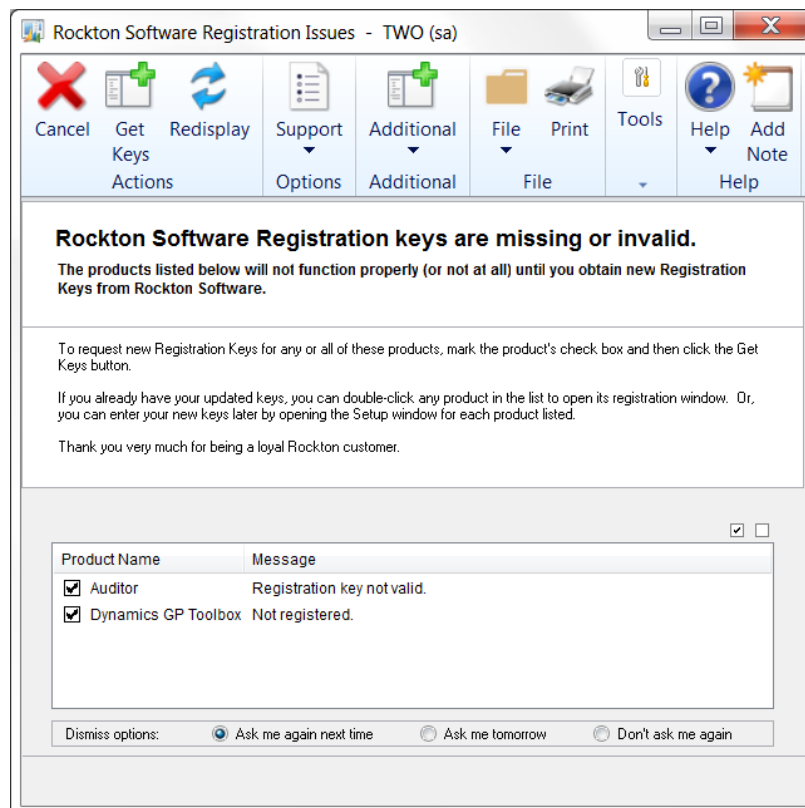 Rockton Software Registration Issues - TWO (sa)
Cancel Get Keys Redisplay Support Additional File Print Tools Help Add Note
Actions Options Additional File Help
Rockton Software Registration keys are missing or invalid.
The products listed below will not function properly (or not at all) until you obtain new Registration
Keys from Rockton Software.
To request new Registration Keys for any or all of these products, mark the product's check box and then click the Get
Keys button.
If you already have your updated keys, you can double-click any product in the list to open its registration window. Or,
you can enter your new keys later by opening the Setup window for each product listed.
Thank you very much for being a loyal Rockton customer.
Product Name Message
Auditor Registration key not valid.
Dynamics GP Toolbox Not registered.
Dismiss options: Ask me again next time Ask me tomorrow Don't ask me again